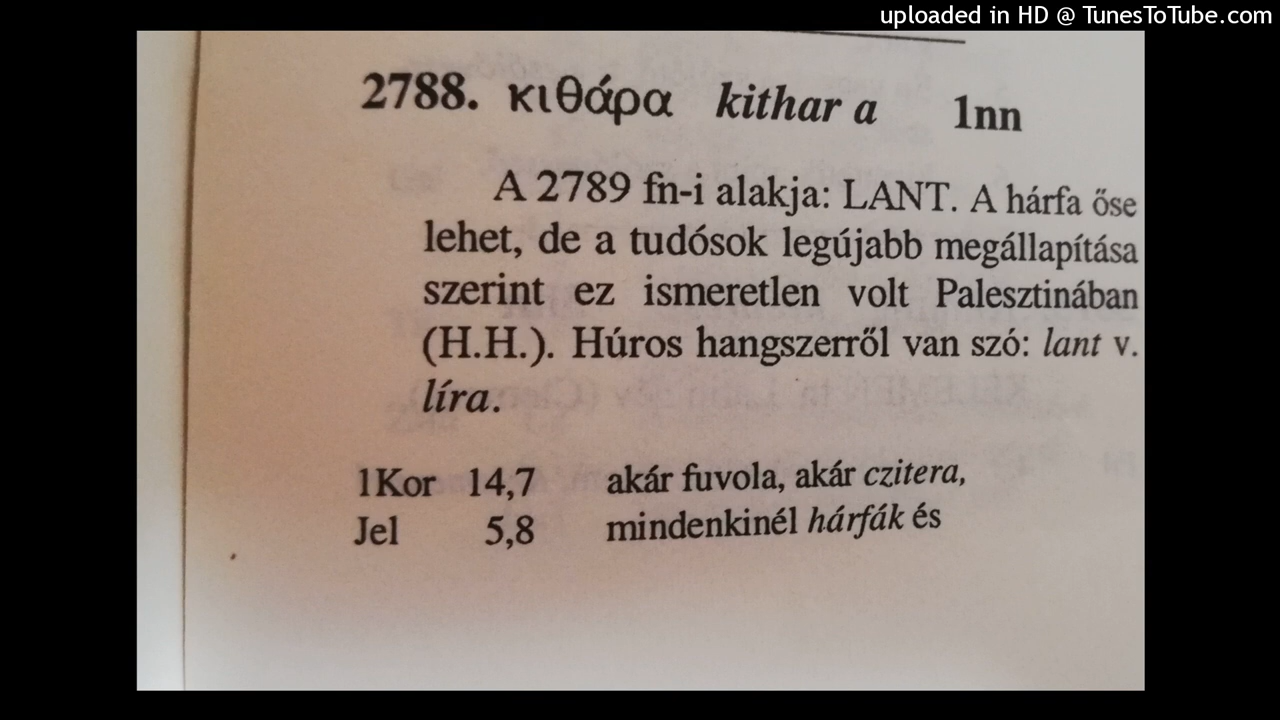 uploaded in HD @ TunesToTube.com
2788. κιθάρα kithar a 1nn
A 2789 fn-i alakja: LANT. A hárfa őse
lehet, de a tudósok legújabb megállapítása
szerint ez ismeretlen volt Palesztinában
(H.H.). Húros hangszerről van szó: lant v.
líra.
1Kor 14,7 akár fuvola, akár czitera,
Jel 5,8 mindenkinél hárfák és